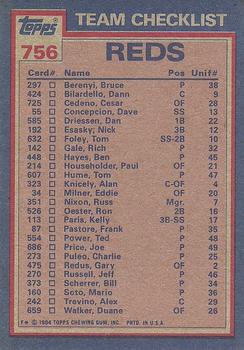 Topps TEAM CHECKLIST
756 REDS
Card# Name Pos Unif#
297 Berenyi, Bruce P 38
424 Bilardello, Dann C 3
725 Cedeno, Cesar OF 28
55 Concepcion, Dave SS 13
585 Driessen, Dan 1B 22
192 Esasky, Nick 3B 12
632 Foley, Tom SS-2B 10
142 Gale, Rich P 32
448 Hayes, Ben P 45
214 Householder, Paul OF 21
29 Hume, Tom P 47
323 Knicely, Alan C-OF 4
34 Milner, Eddie OF 20
351 Nixon, Russ Mgr. 7
526 Oester, Ron 2B 16
113 Paris, Kelly 3B-SS 17
87 Pastore, Frank P 35
554 Power, Ted P 48
686 Price, Joe P 49
273 Puleo, Charlie P 25
475 Redus, Gary OF 2
270 Russell, Jeff P 46
373 Scherrer, Bill P 34
160 Soto, Mario P 36
242 Trevino, Alex C 29
659 Walker, Duane OF 26
F* © 1984 TOPPS CHEWING GUM, INC. PRTD. IN U.S.A.